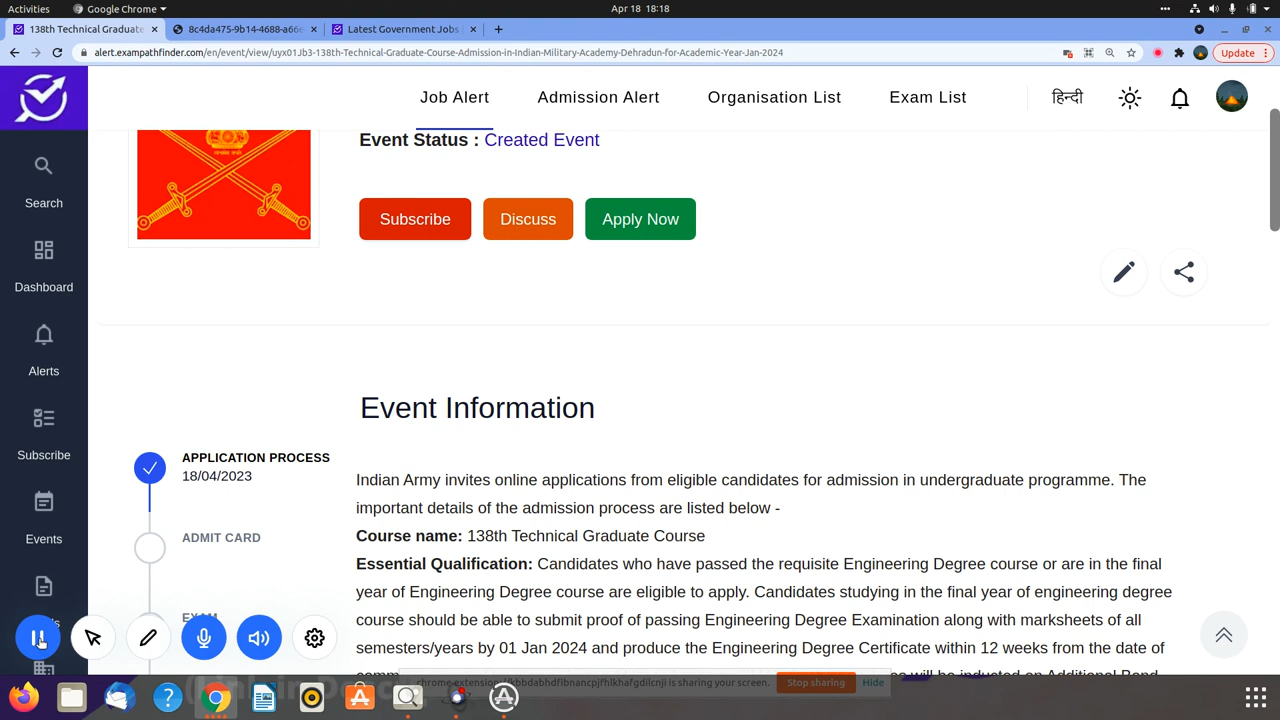 Activities Google Chrome Apr 18 18:18
138th Technical Graduate 8c4da475-9b14-4688-a66e Latest Government Jobs
alert.exampathfinder.com/en/event/view/uyx01Jb3-138th-Technical-Graduate-Course-Admission-in-Indian-Military-Academy-Dehradun-for-Academic-Year-Jan-2024 Update
Job Alert Admission Alert Organisation List Exam List हिन्दी
Event Status : Created Event
Search
Subscribe Discuss Apply Now
Dashboard
Alerts
Event Information
Subscribe
APPLICATION PROCESS
18/04/2023
Indian Army invites online applications from eligible candidates for admission in undergraduate programme. The
important details of the admission process are listed below -
Events
ADMIT CARD
Course name: 138th Technical Graduate Course
Essential Qualification: Candidates who have passed the requisite Engineering Degree course or are in the final
year of Engineering Degree course are eligible to apply. Candidates studying in the final year of engineering degree
EXAM
course should be able to submit proof of passing Engineering Degree Examination along with marksheets of all
semesters/years by 01 Jan 2024 and produce the Engineering Degree Certificate within 12 weeks from the date of
chrome-extension://kbbdabhdfibnancpjfhlkhafgdilcnji is sharing your screen. Stop sharing Hide